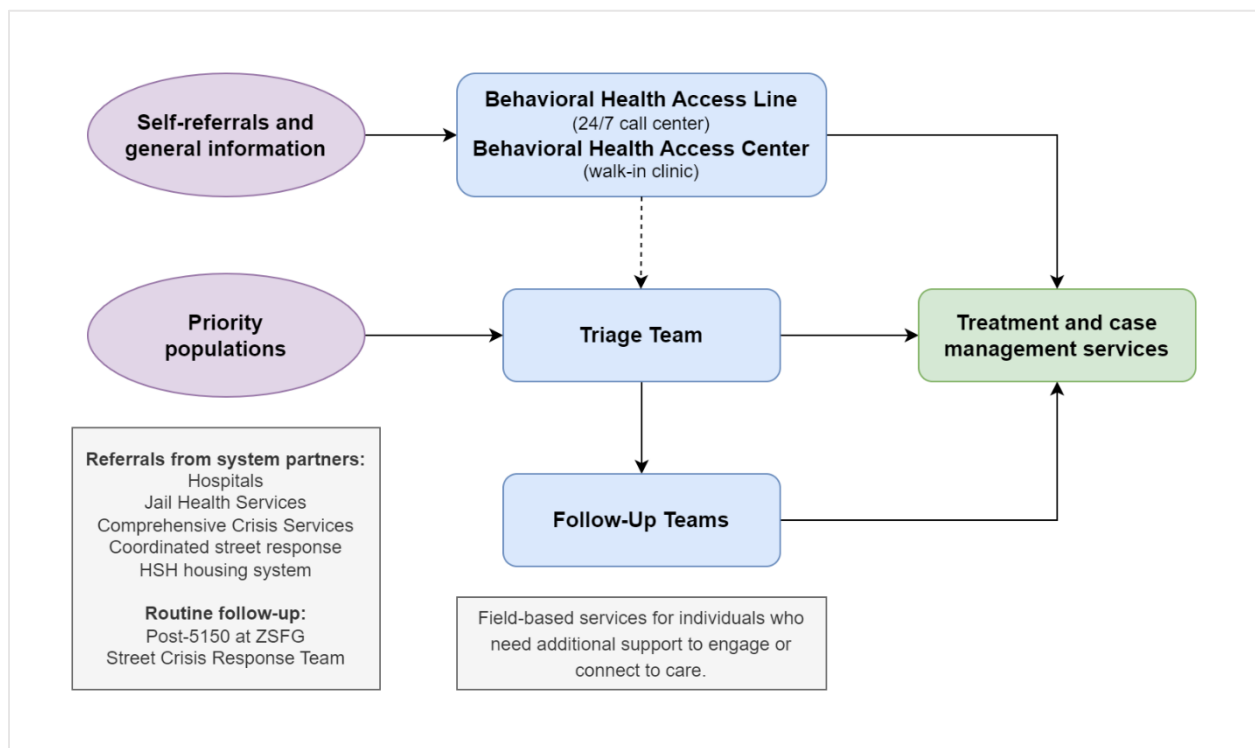 Self-referrals and
general information
Behavioral Health Access Line
(24/7 call center)
Behavioral Health Access Center
(walk-in clinic)
Priority
populations
Triage Team
Treatment and case
management services
Referrals from system partners:
Hospitals
Jail Health Services
Comprehensive Crisis Services
Coordinated street response
HSH housing system
Routine follow-up:
Post-5150 at ZSFG
Street Crisis Response Team
Follow-Up Teams
Field-based services for individuals who
need additional support to engage or
connect to care.